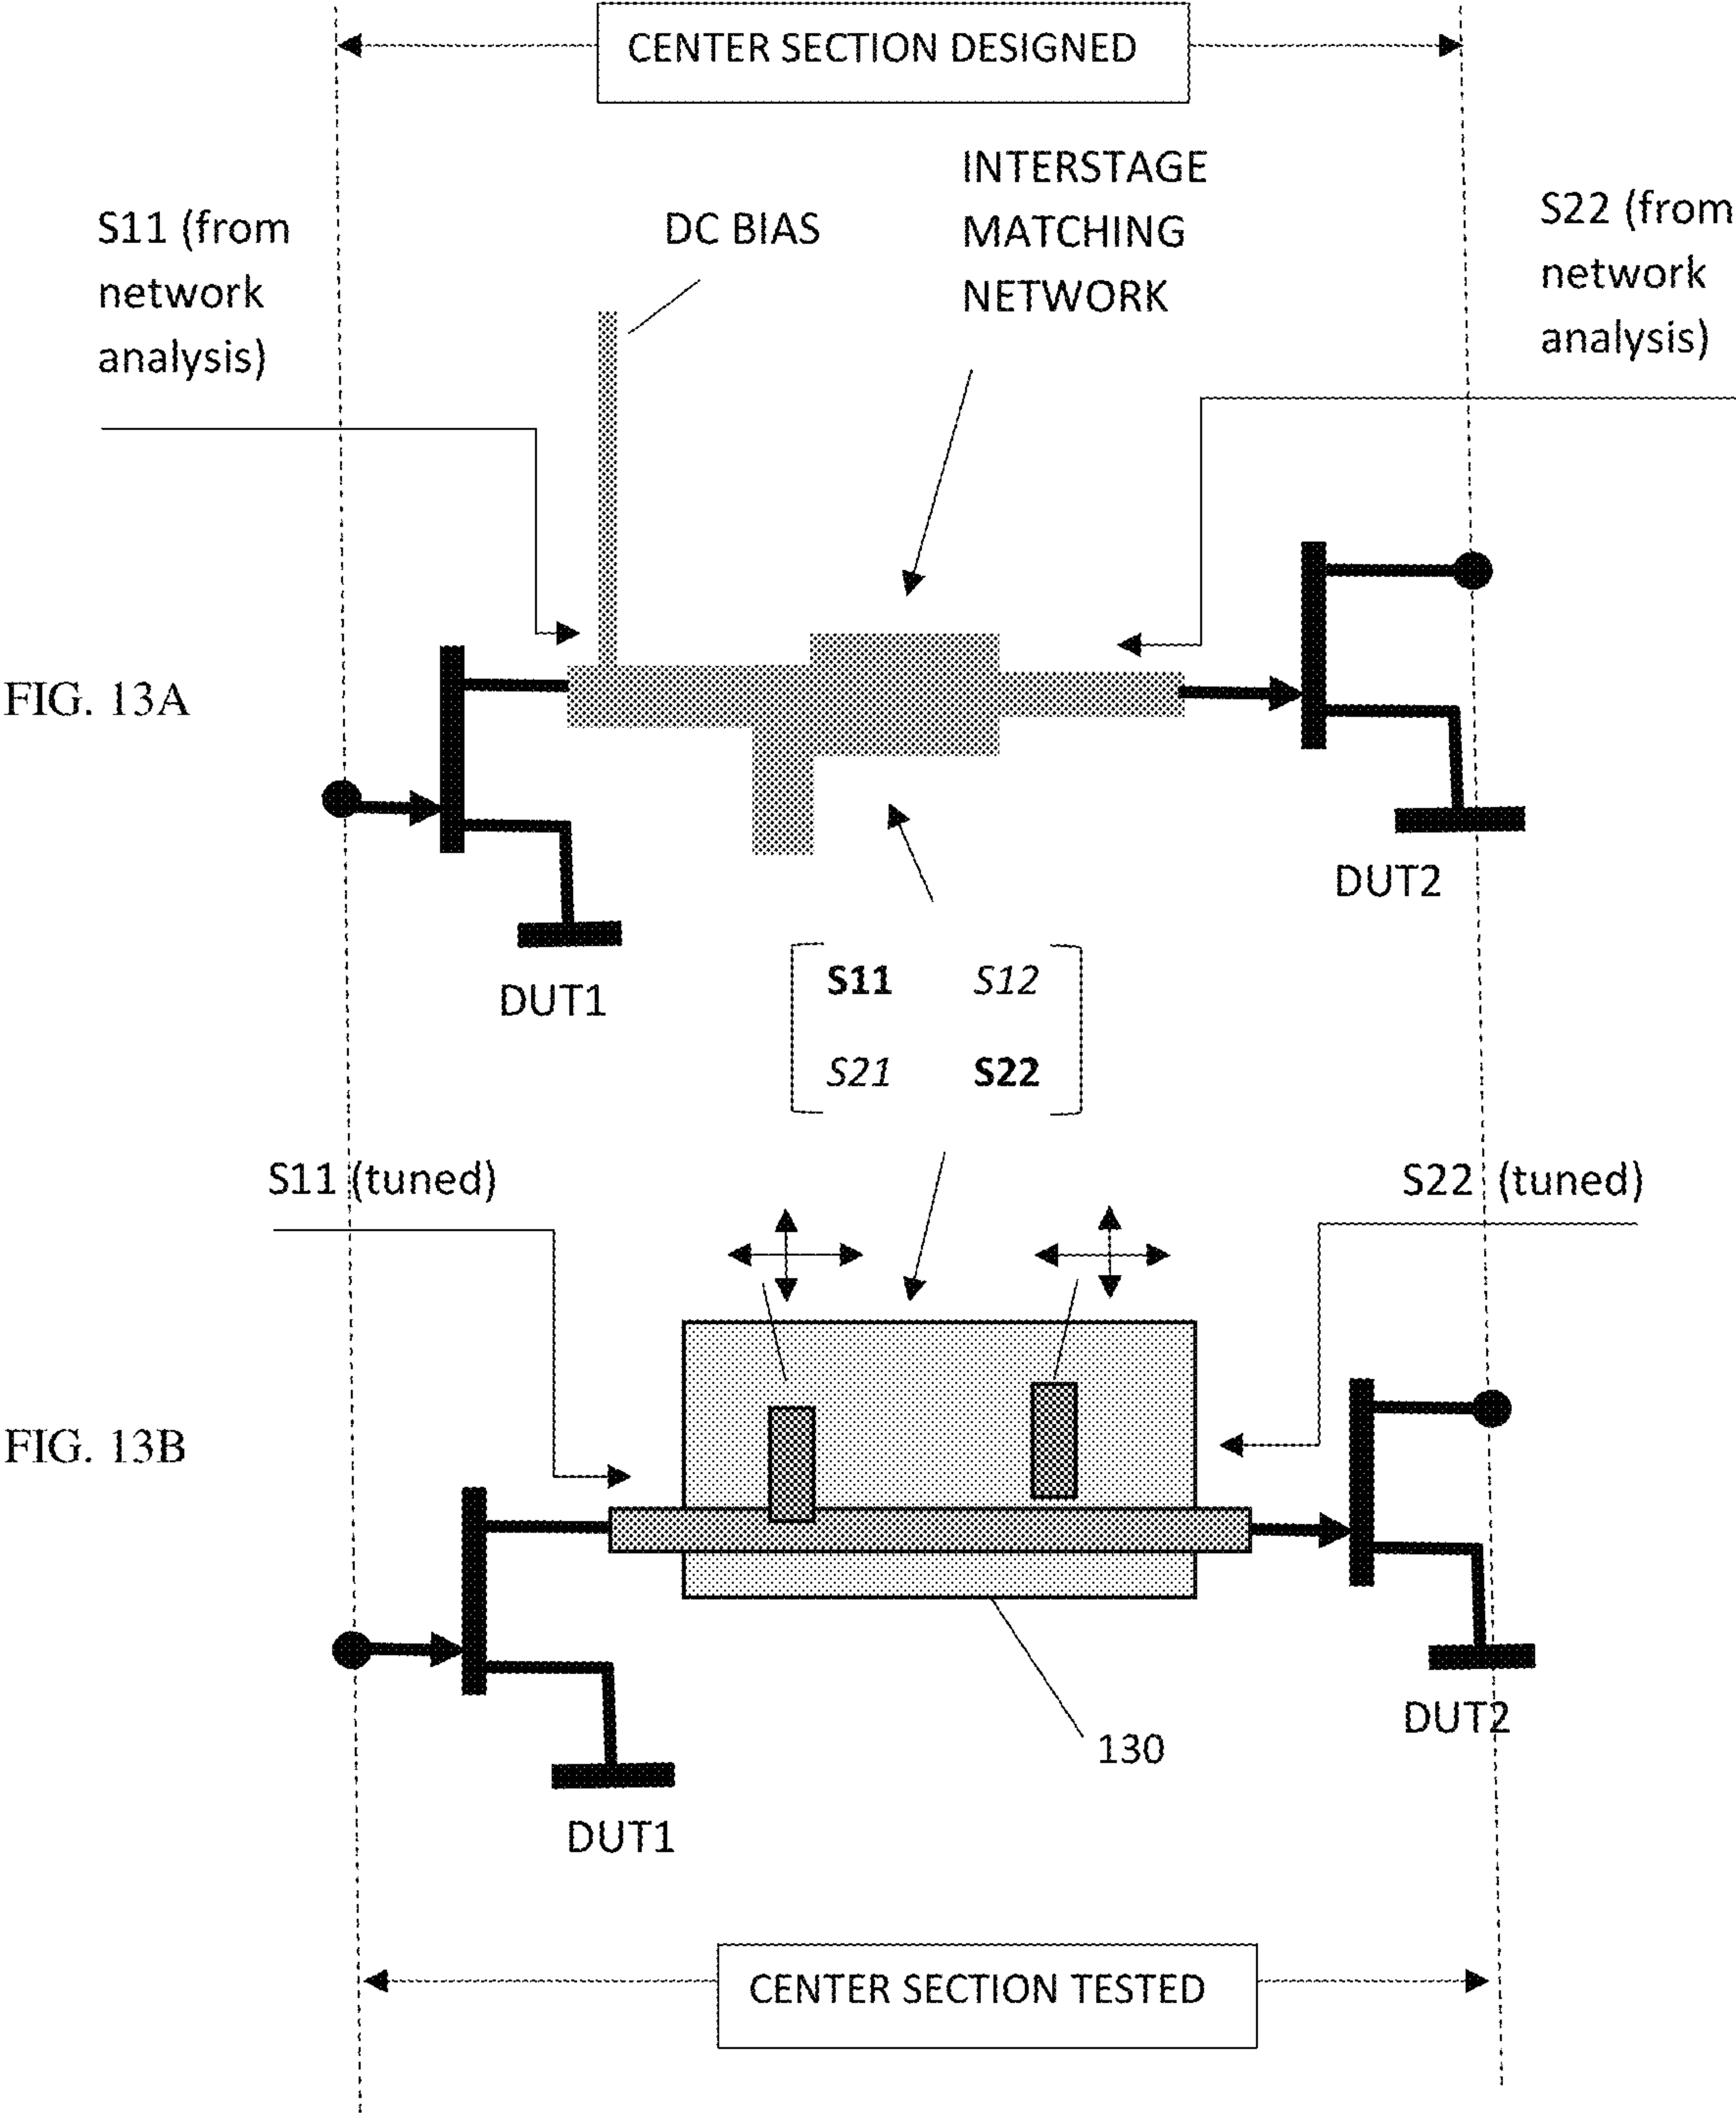 CENTER SECTION DESIGNED
INTERSTAGE
MATCHING
NETWORK
DC BIAS
S11 (from
network
analysis)
S22 (from
network
analysis)
FIG. 13A
DUT2
DUT1
S11 S12
S21 S22
S11 (tuned)
S22 (tuned)
FIG. 13B
DUT2
130
DUT1
CENTER SECTION TESTED